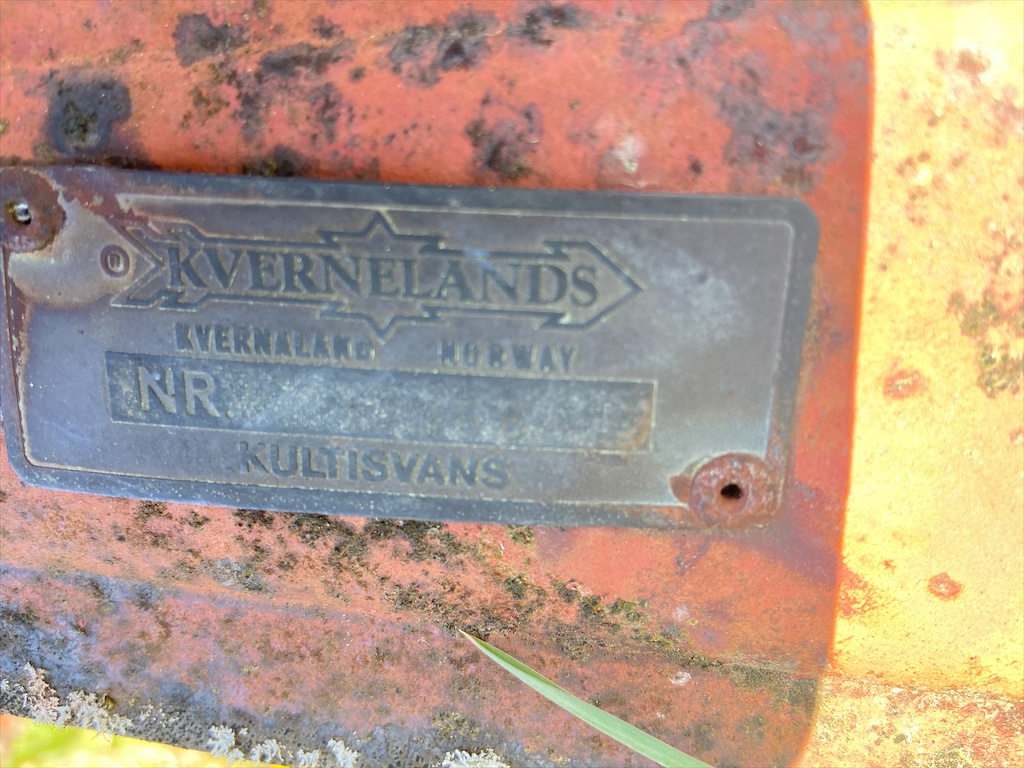 KVERNELANDS
KVERNALAND NORWAY
NR.
KULTISVANS